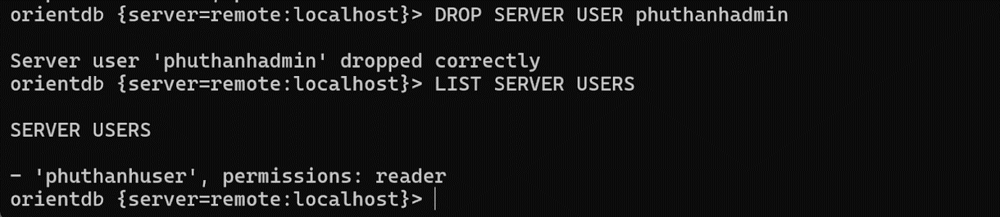 orientdb {server=remote:localhost}> DROP SERVER USER phuthanhadmin
Server user 'phuthanhadmin' dropped correctly
orientdb {server=remote:localhost}> LIST SERVER USERS
SERVER USERS
- 'phuthanhuser', permissions: reader
orientdb {server=remote:localhost}>